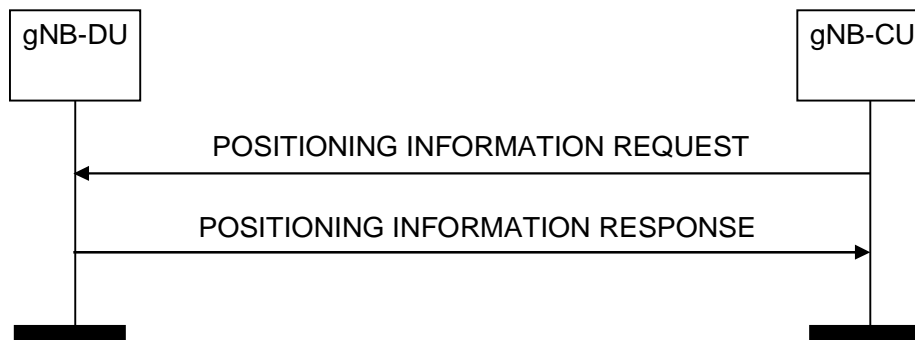 gNB-DU
gNB-CU
POSITIONING INFORMATION REQUEST
POSITIONING INFORMATION RESPONSE